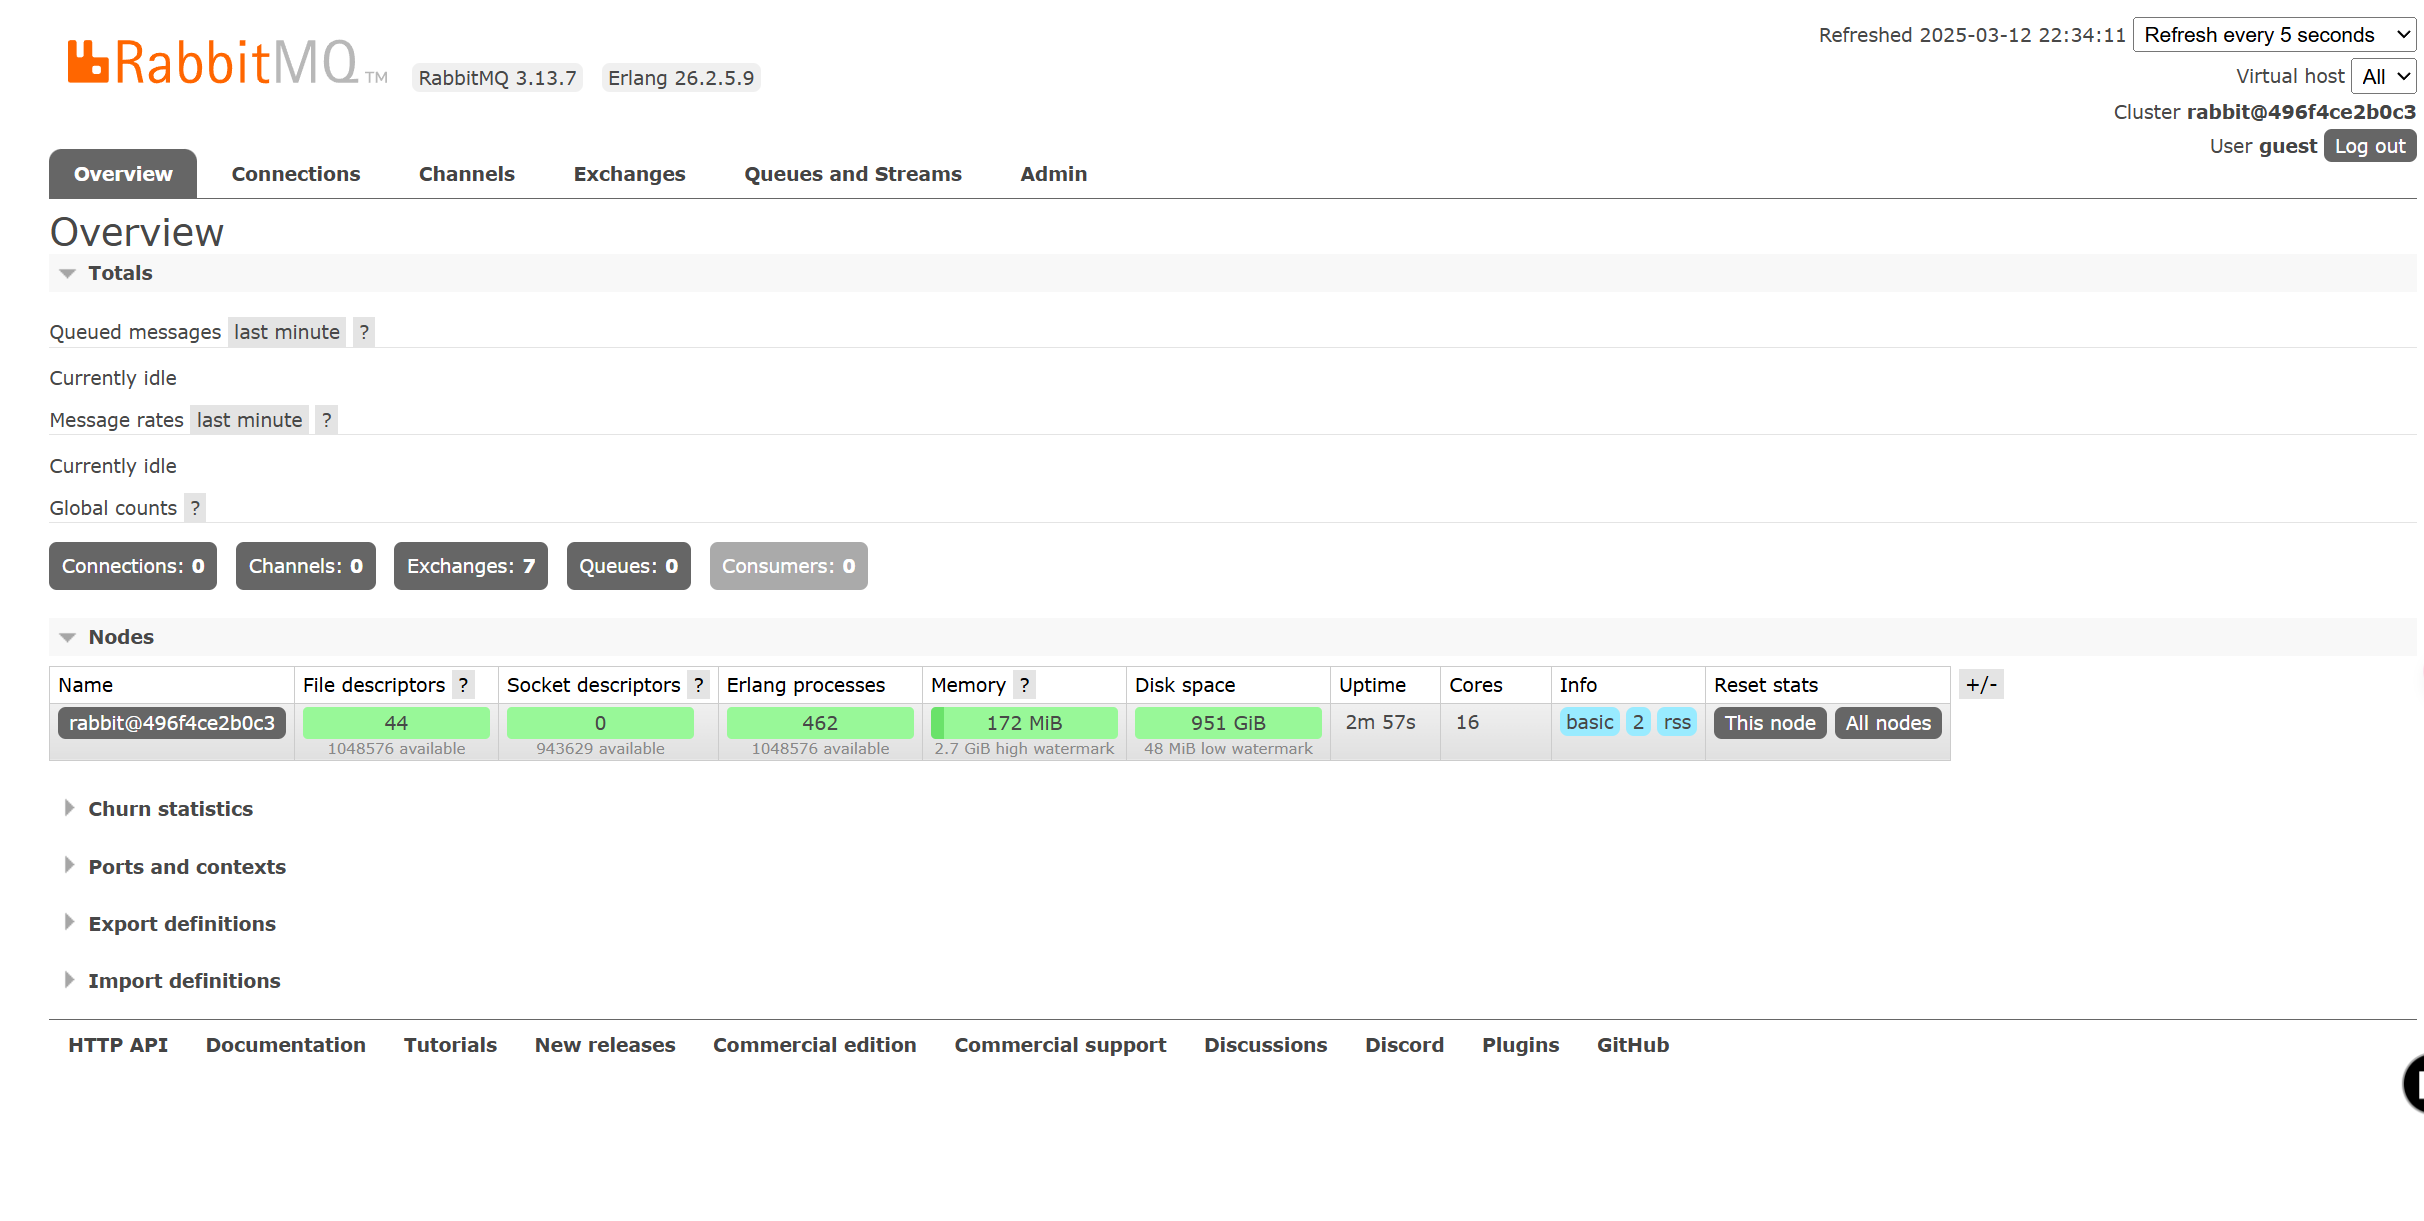 RabbitMQ TM RabbitMQ 3.13.7 Erlang 26.2.5.9
Refreshed 2025-03-12 22:34:11 Refresh every 5 seconds
Virtual host All
Cluster rabbit@496f4ce2b0c3
User guest Log out
Overview Connections Channels Exchanges Queues and Streams Admin
Overview
Totals
Queued messages last minute ?
Currently idle
Message rates last minute ?
Currently idle
Global counts ?
Connections: 0 Channels: 0 Exchanges: 7 Queues: 0 Consumers: 0
Nodes
Name File descriptors ? Socket descriptors ? Erlang processes Memory ? Disk space Uptime Cores Info Reset stats +/-
rabbit@496f4ce2b0c3 44 0 462 172 MiB 951 GiB 2m 57s 16 basic 2 rss This node All nodes
1048576 available 943629 available 1048576 available 2.7 GiB high watermark 48 MiB low watermark
Churn statistics
Ports and contexts
Export definitions
Import definitions
HTTP API Documentation Tutorials New releases Commercial edition Commercial support Discussions Discord Plugins GitHub